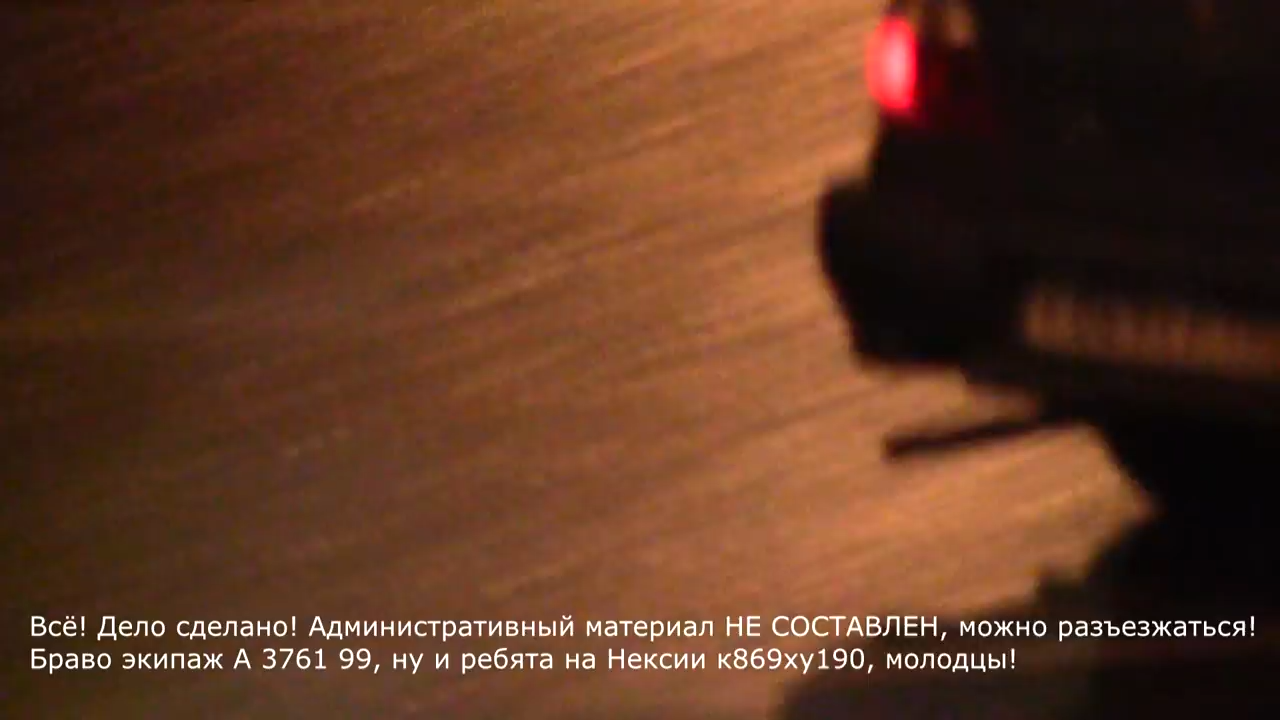 Всё! Дело сделано! Административный материал НЕ СОСТАВЛЕН, можно разъезжаться!
Браво экипаж А 3761 99, ну и ребята на Нексии к869ху190, молодцы!